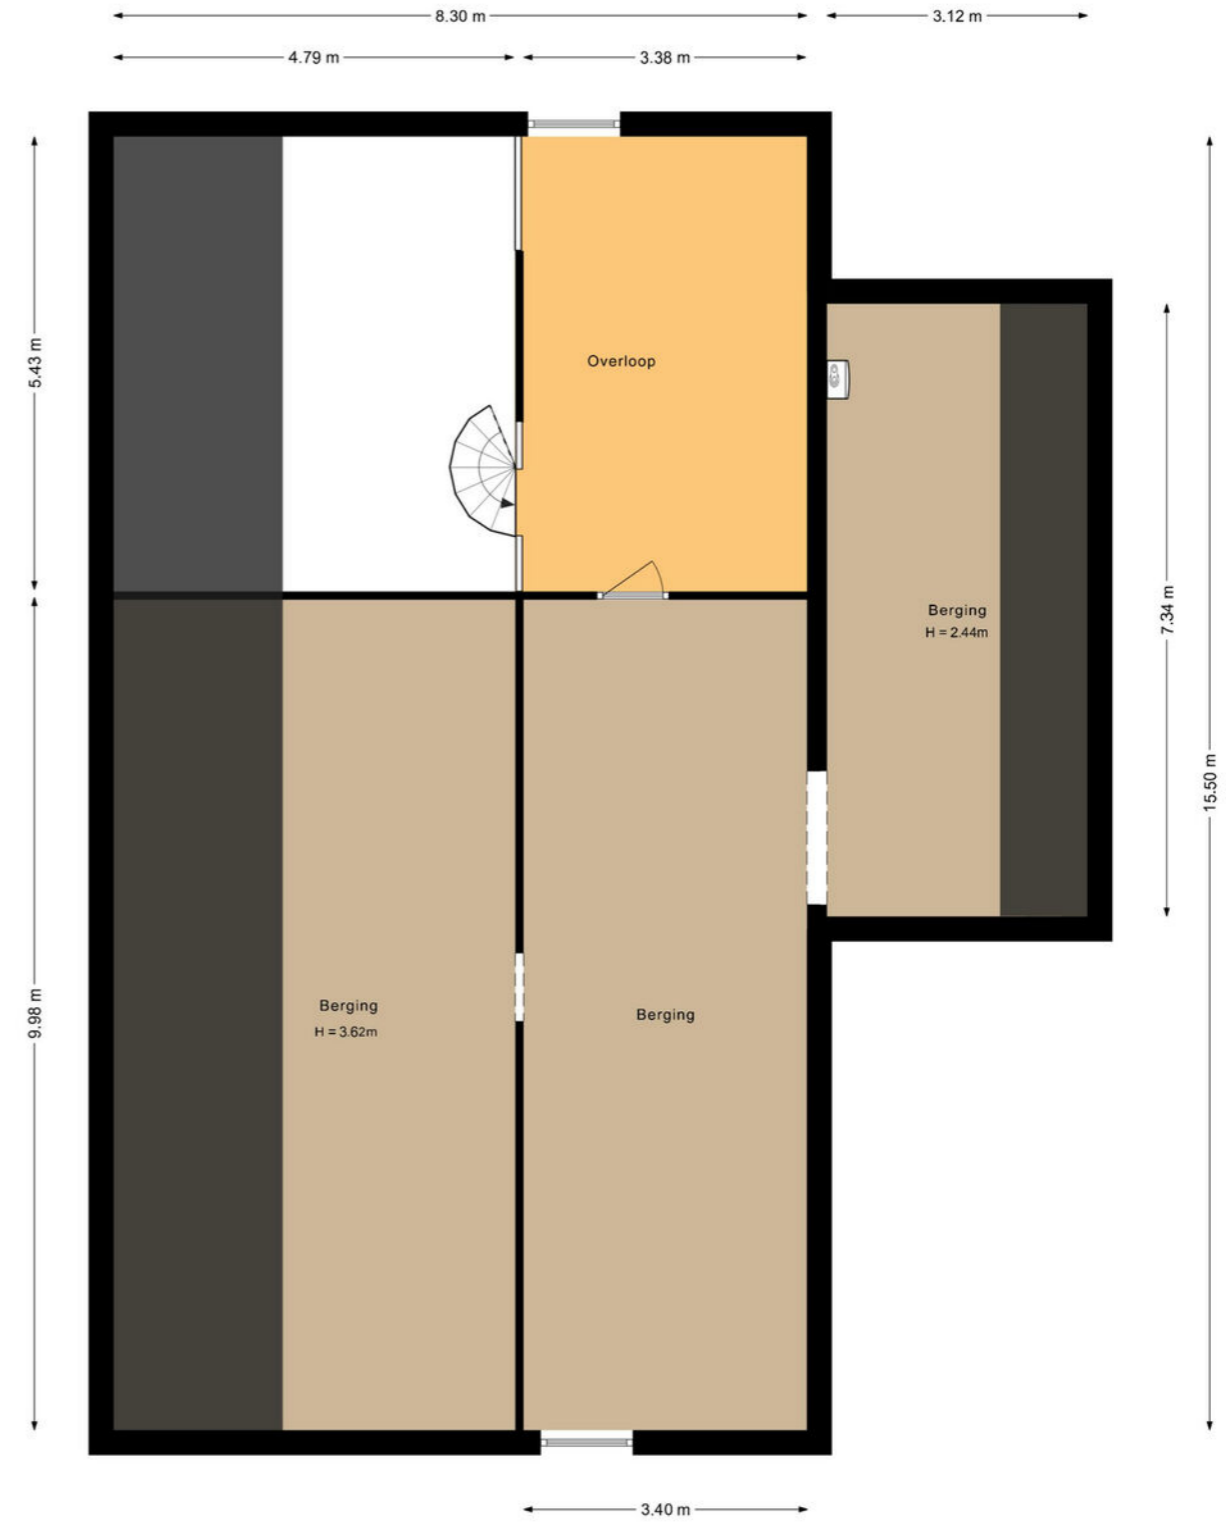 8.30 m
3.12 m
4.79 m
3.38 m
5.43 m
Overloop
Berging
H = 2.44m
7.34 m
15.50 m
9.98 m
Berging
H = 3.62m
Berging
3.40 m